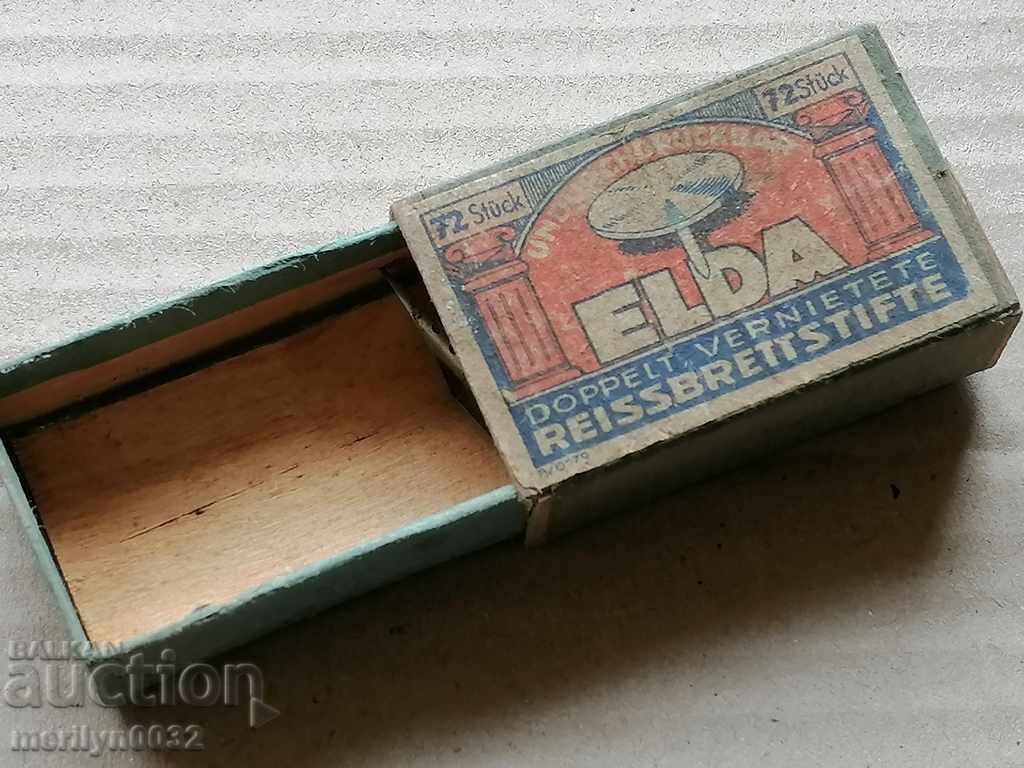 72 Stück
72 Stück
ELDA
DOPPELT VERNIETETE
REISSBRETTSTIFTE
BALKAN
auction
merilyn0032